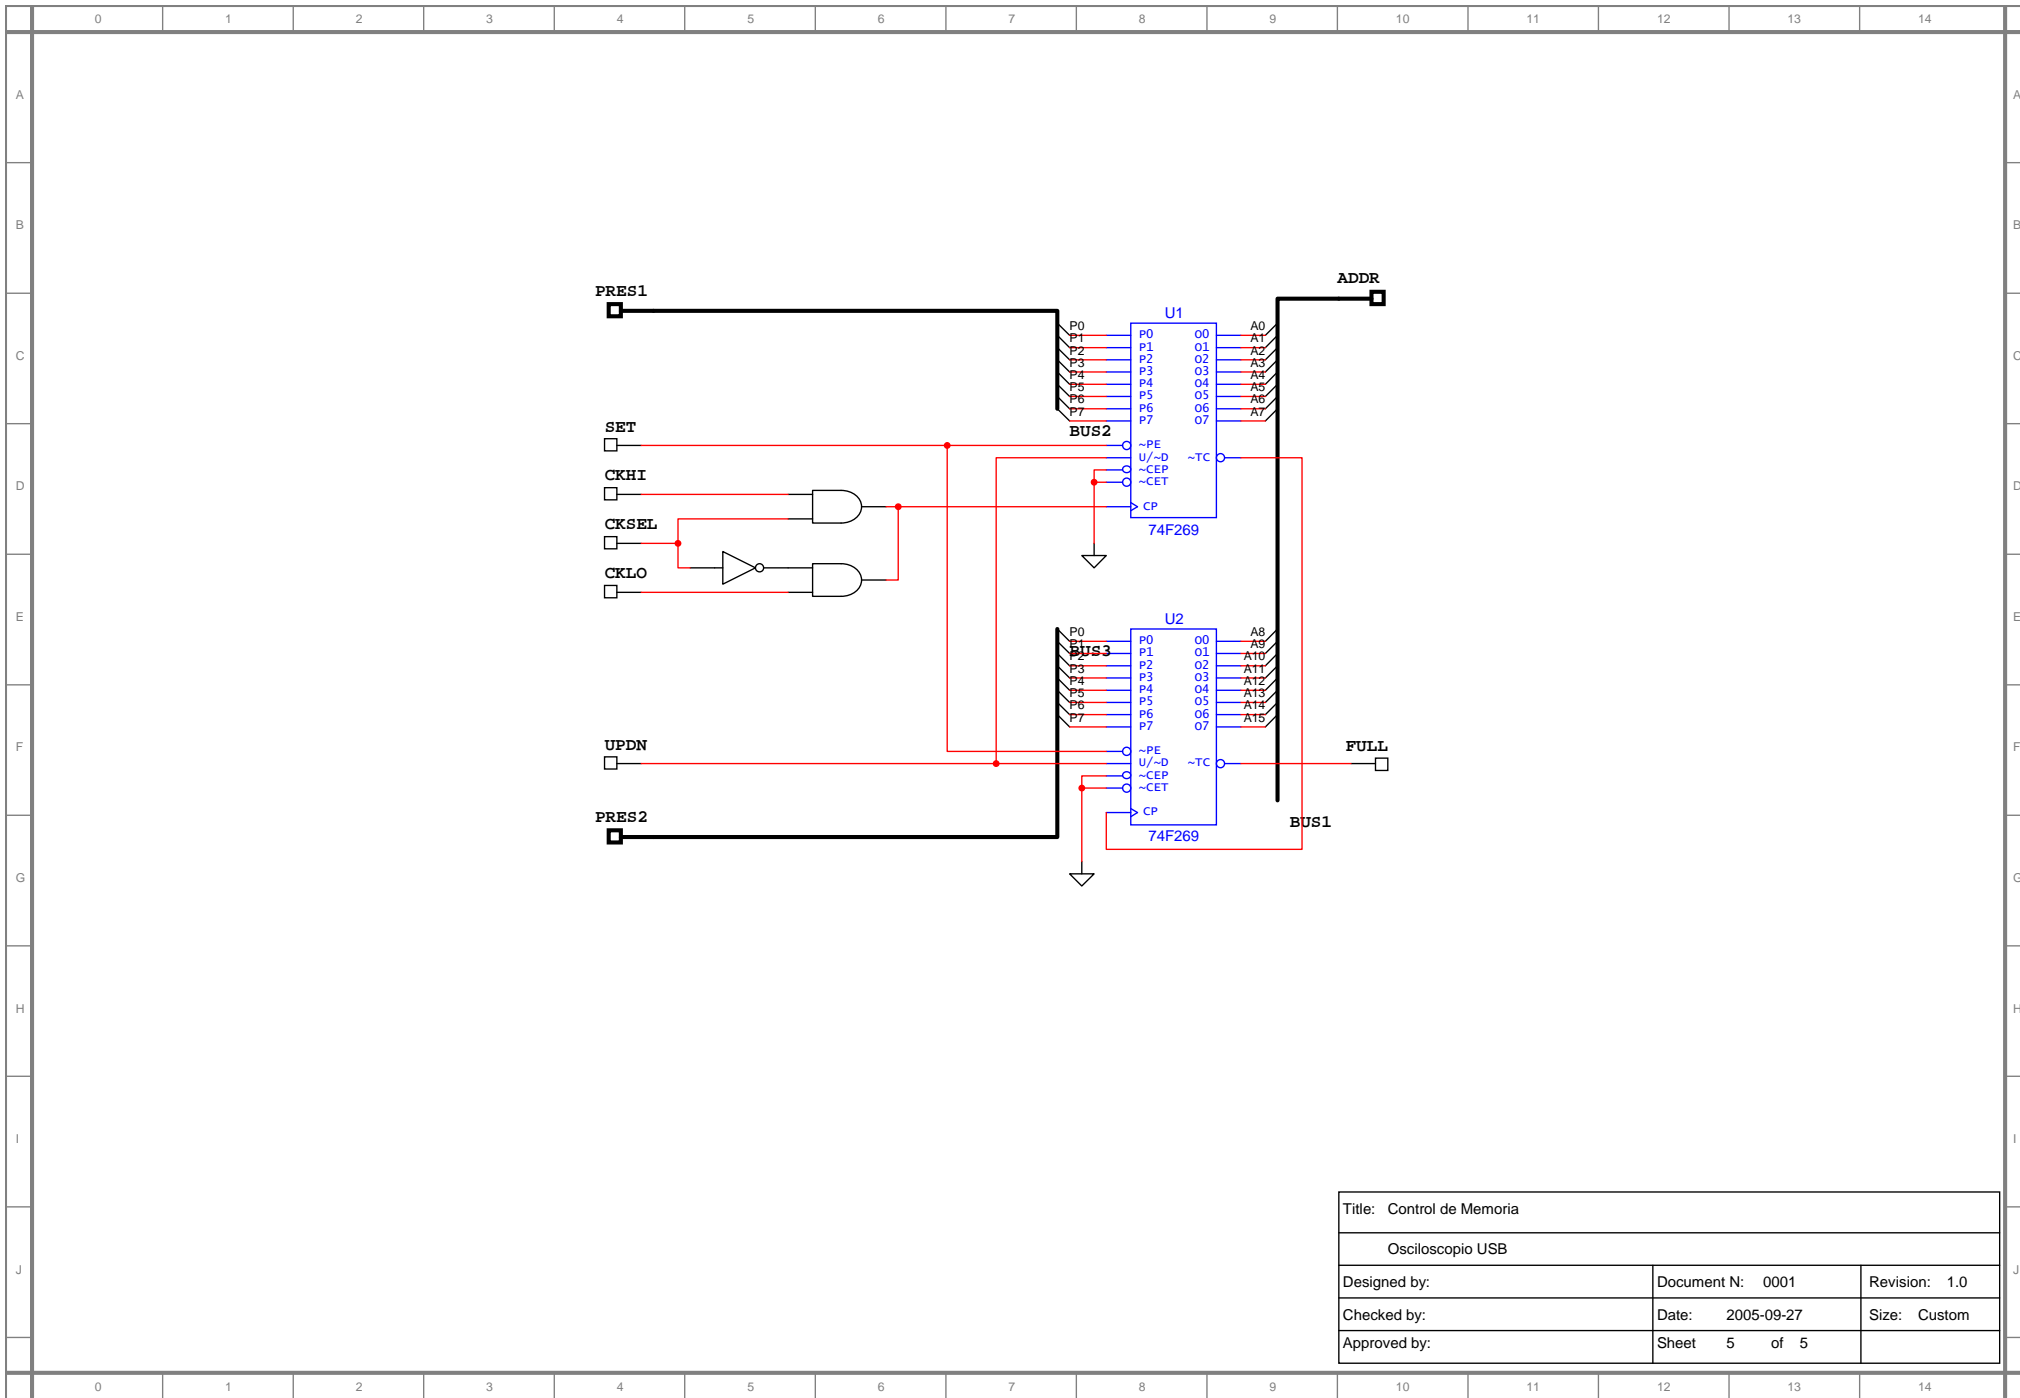 0 1 2 3 4 5 6 7 8 9 10 11 12 13 14
A A
B B
ADDR
PRES1
U1
P0 P0 O0 A0
P1 P1 O1 A1
P2 P2 O2 A2
C C
P3 P3 O3 A3
P4 P4 O4 A4
P5 P5 O5 A5
P6 P6 O6 A6
P7 P7 O7 A7
SET
BUS2
~PE
U/~D ~TC
~CEP
CKHI
~CET
D D
CP
CKSEL
74F269
CKLO
E E
U2
P0 P0 O0 A8
P1 P1 O1 A9
BUS3
P2 P2 O2 A10
P3 P3 O3 A11
P4 P4 O4 A12
P5 P5 O5 A13
P6 P6 O6 A14
P7 P7 O7 A15
UPDN
FULL
F F
~PE
U/~D ~TC
~CEP
~CET
CP
PRES2
BUS1
74F269
G G
H H
I I
Title: Control de Memoria
Osciloscopio USB
J J
Designed by: Document N: 0001 Revision: 1.0
Checked by: Date: 2005-09-27 Size: Custom
Approved by: Sheet 5 of 5
0 1 2 3 4 5 6 7 8 9 10 11 12 13 14